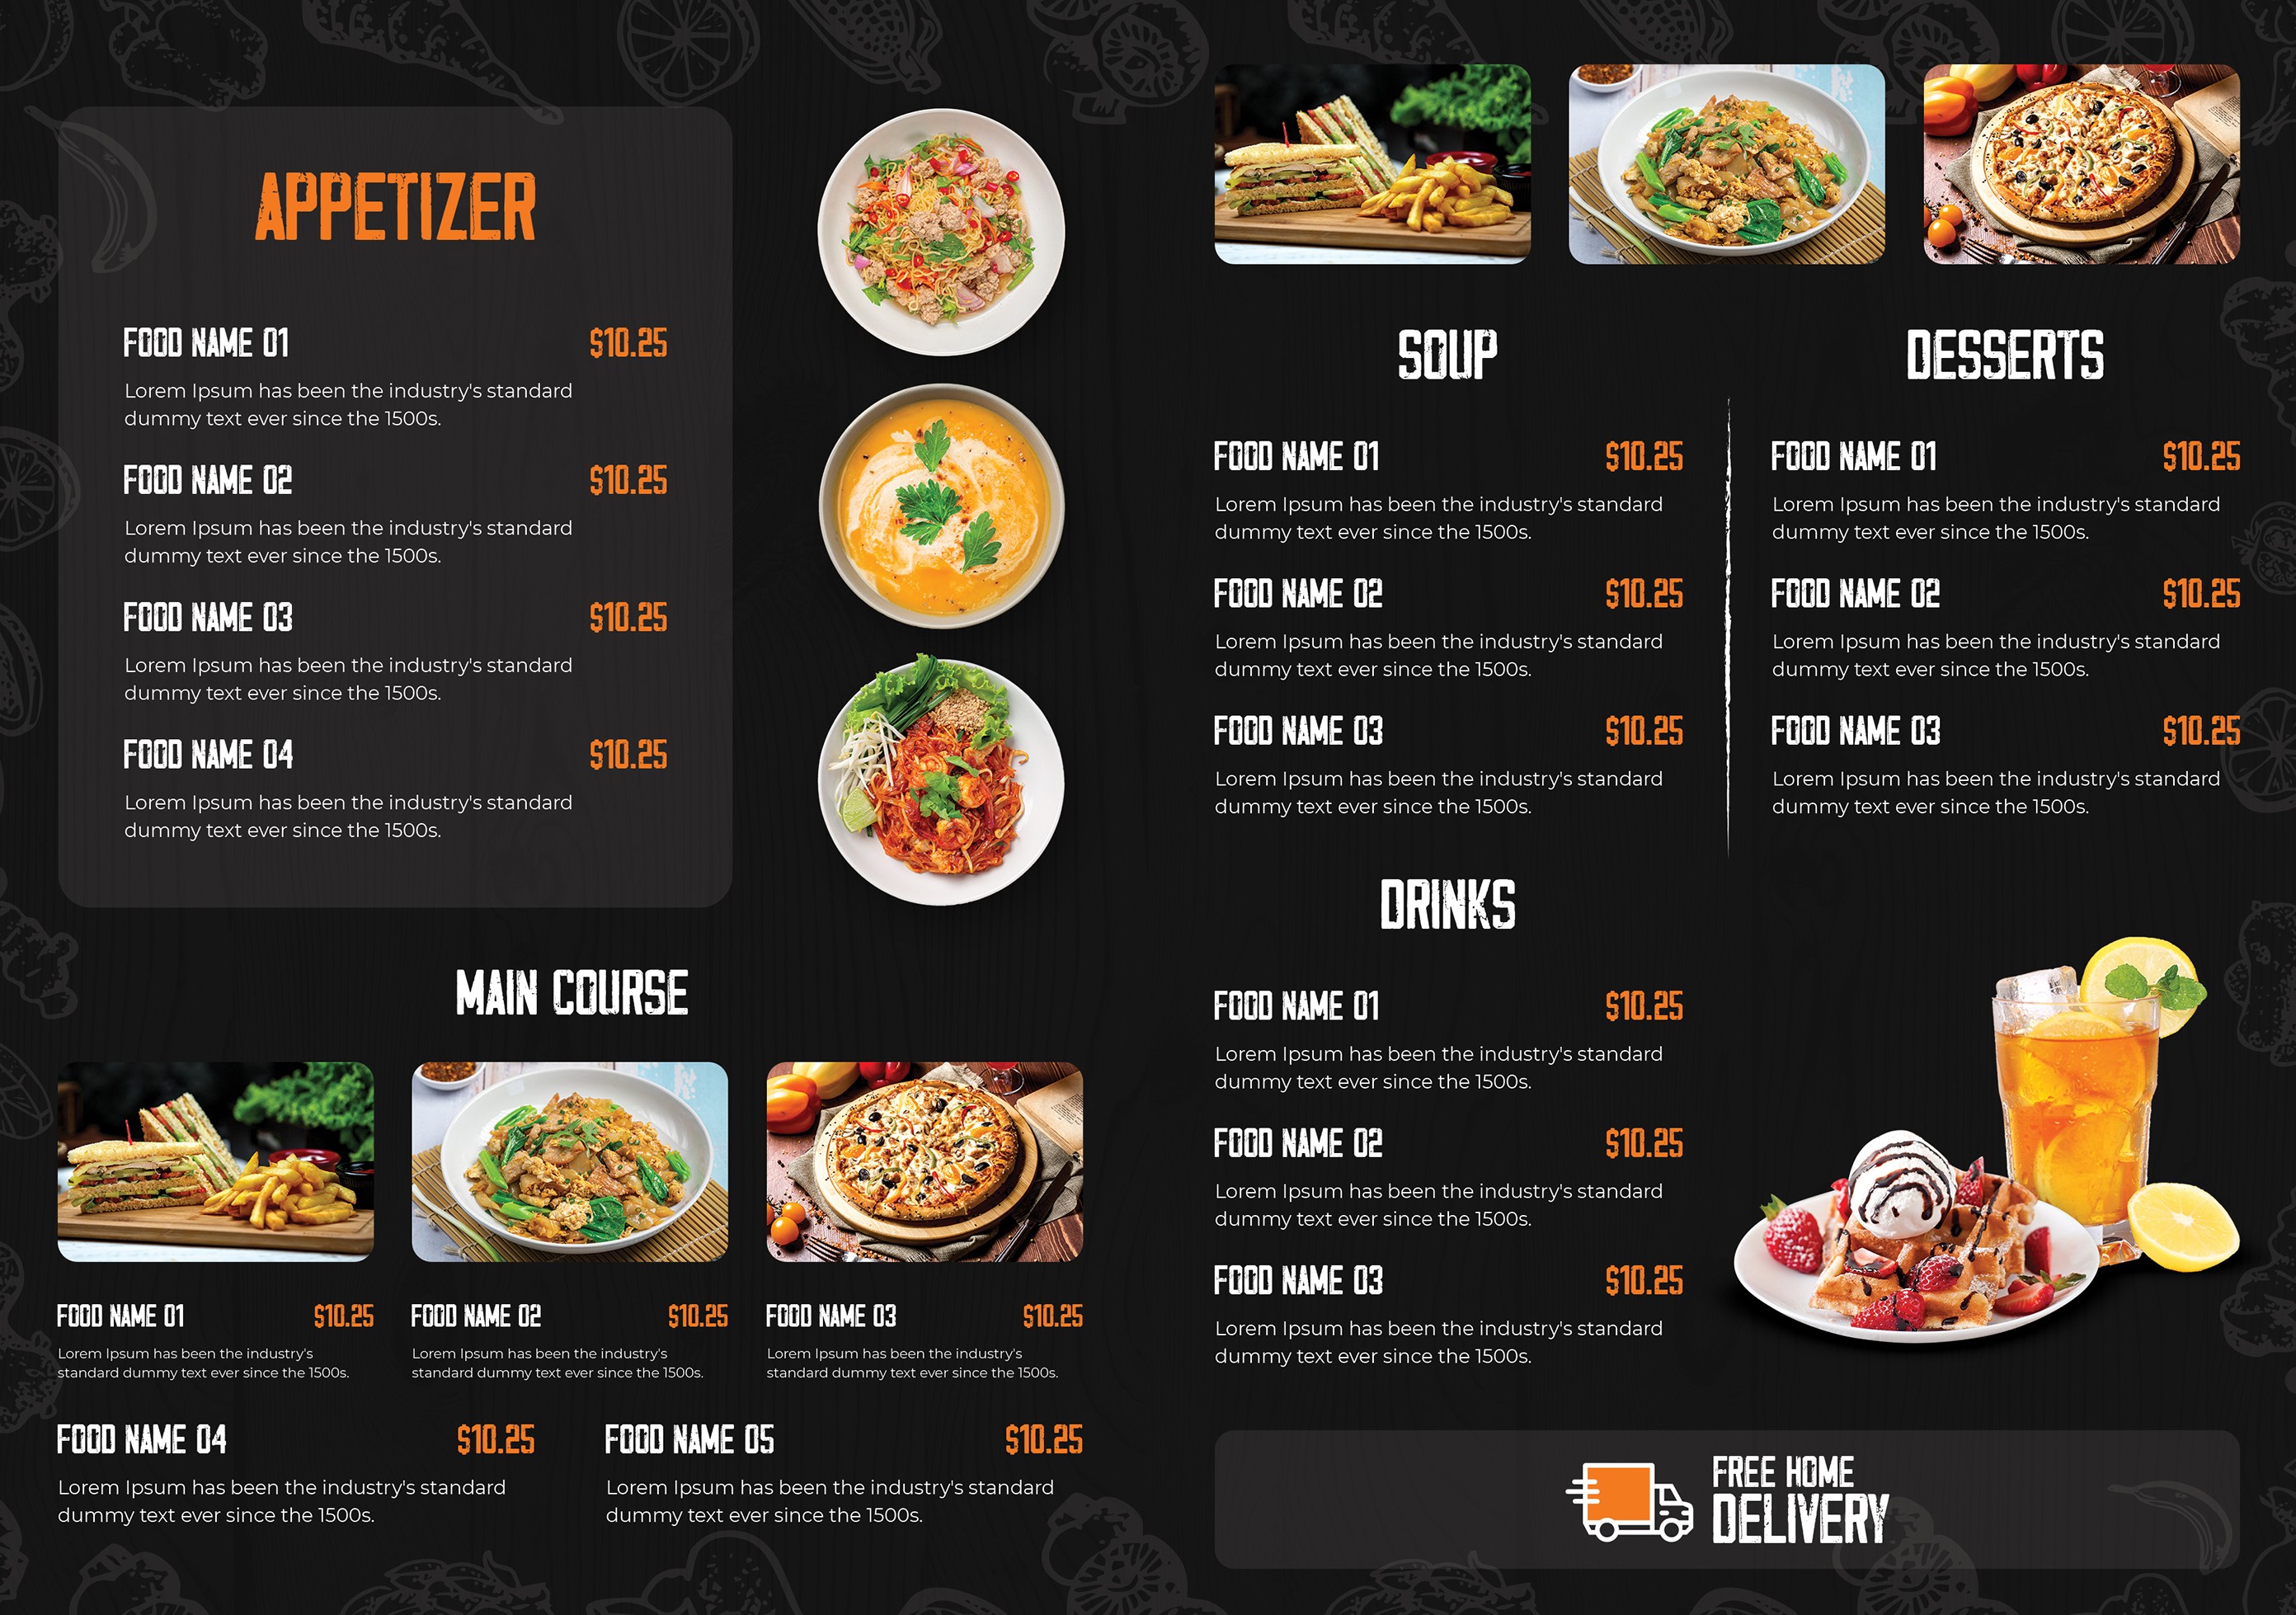 APPETIZER
FOOD NAME 01 $10.25
Lorem Ipsum has been the industry's standard
dummy text ever since the 1500s.
FOOD NAME 02 $10.25
Lorem Ipsum has been the industry's standard
dummy text ever since the 1500s.
FOOD NAME 03 $10.25
Lorem Ipsum has been the industry's standard
dummy text ever since the 1500s.
FOOD NAME 04 $10.25
Lorem Ipsum has been the industry's standard
dummy text ever since the 1500s.
MAIN COURSE
FOOD NAME 01 $10.25
Lorem Ipsum has been the industry's
standard dummy text ever since the 1500s.
FOOD NAME 02 $10.25
Lorem Ipsum has been the industry's
standard dummy text ever since the 1500s.
FOOD NAME 03 $10.25
Lorem Ipsum has been the industry's
standard dummy text ever since the 1500s.
FOOD NAME 04 $10.25
Lorem Ipsum has been the industry's standard
dummy text ever since the 1500s.
FOOD NAME 05 $10.25
Lorem Ipsum has been the industry's standard
dummy text ever since the 1500s.
SOUP
FOOD NAME 01 $10.25
Lorem Ipsum has been the industry's standard
dummy text ever since the 1500s.
FOOD NAME 02 $10.25
Lorem Ipsum has been the industry's standard
dummy text ever since the 1500s.
FOOD NAME 03 $10.25
Lorem Ipsum has been the industry's standard
dummy text ever since the 1500s.
DESSERTS
FOOD NAME 01 $10.25
Lorem Ipsum has been the industry's standard
dummy text ever since the 1500s.
FOOD NAME 02 $10.25
Lorem Ipsum has been the industry's standard
dummy text ever since the 1500s.
FOOD NAME 03 $10.25
Lorem Ipsum has been the industry's standard
dummy text ever since the 1500s.
DRINKS
FOOD NAME 01 $10.25
Lorem Ipsum has been the industry's standard
dummy text ever since the 1500s.
FOOD NAME 02 $10.25
Lorem Ipsum has been the industry's standard
dummy text ever since the 1500s.
FOOD NAME 03 $10.25
Lorem Ipsum has been the industry's standard
dummy text ever since the 1500s.
FREE HOME
DELIVERY